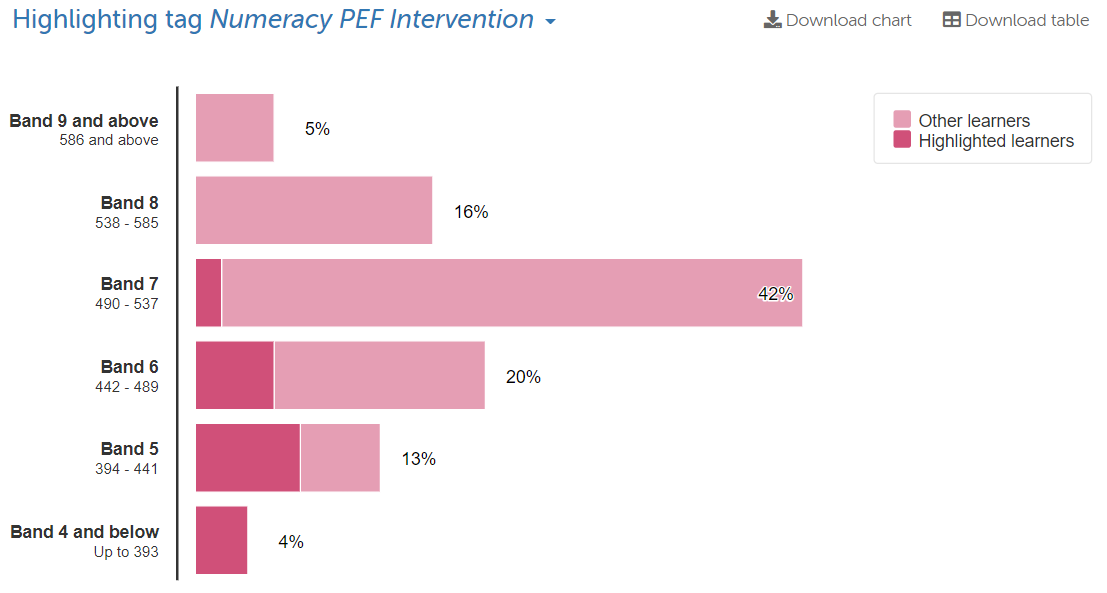 Highlighting tag Numeracy PEF Intervention
Download chart
Download table
Band 9 and above
586 and above
5%
Other learners
Highlighted learners
Band 8
538 - 585
16%
Band 7
490 - 537
42%
Band 6
442 - 489
20%
Band 5
394 - 441
13%
Band 4 and below
Up to 393
4%